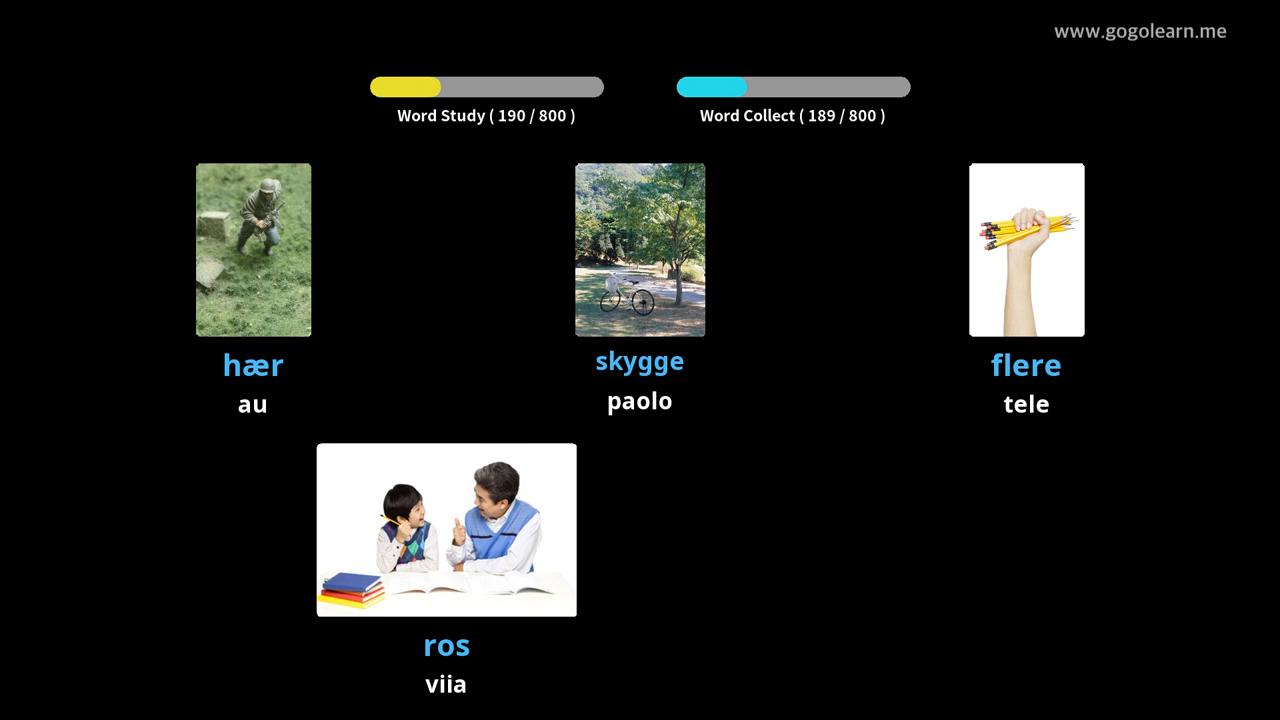 www.gogolearn.me
Word Study ( 190 / 800 )
Word Collect ( 189 / 800 )
hær
au
skygge
paolo
flere
tele
ros
viia